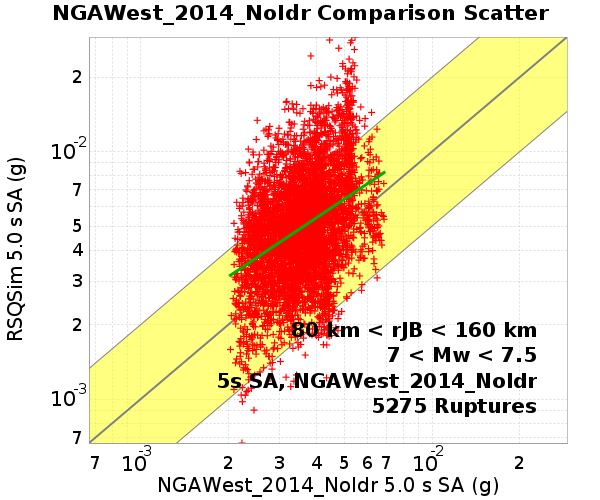 NGAWest_2014_NoIdr Comparison Scatter
RSQSim 5.0 s SA (g)
2
10-2
7
5
4
3
2
10-3
7
80 km < rJB < 160 km
7 < Mw < 7.5
5s SA, NGAWest_2014_NoIdr
5275 Ruptures
7 10-3 2 3 4 5 6 7 10-2 2
NGAWest_2014_NoIdr 5.0 s SA (g)